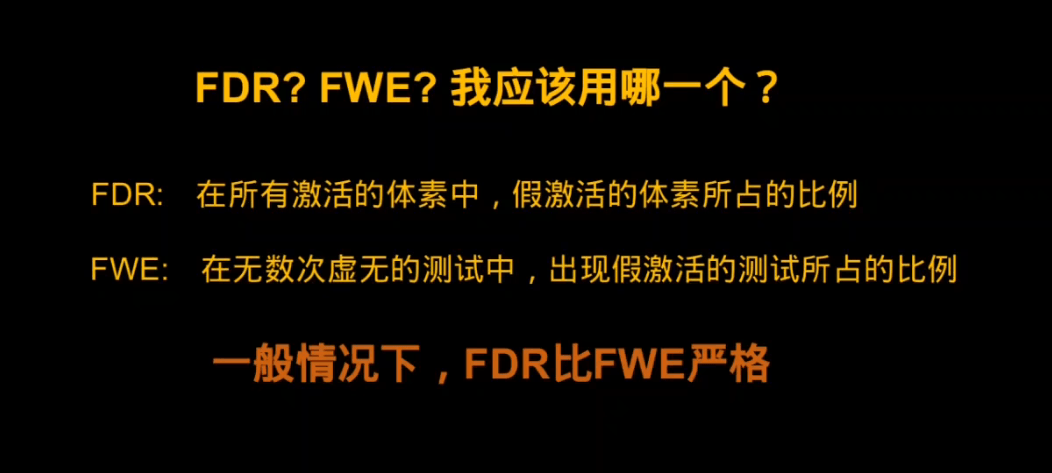 FDR? FWE? 我应该用哪一个？
FDR: 在所有激活的体素中，假激活的体素所占的比例
FWE: 在无数次虚无的测试中，出现假激活的测试所占的比例
一般情况下，FDR比FWE严格